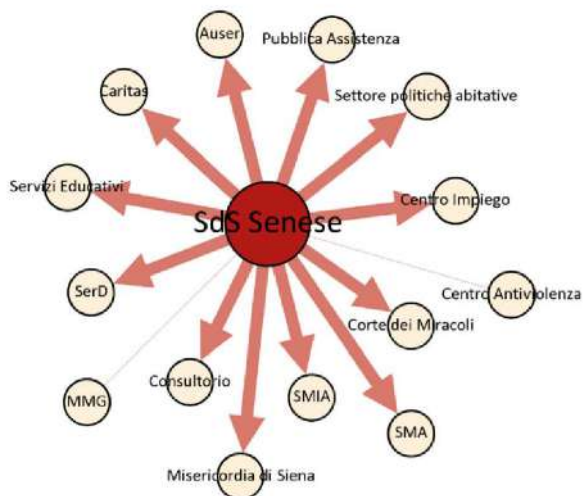 Auser
Pubblica Assistenza
Caritas
Settore politiche abitative
Servizi Educativi
Centro Impiego
SdS Senese
SerD
Centro Antiviolenza
Corte dei Miracoli
Consultorio
SMIA
MMG
SMA
Misericordia di Siena